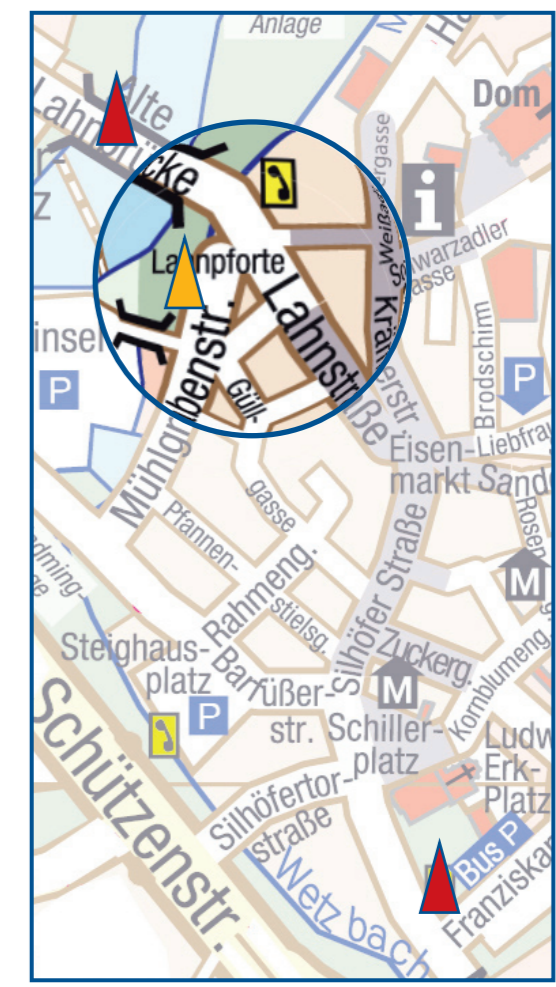 Anlage
Dom
Alte
Lahnbrücke
Weißadlergasse
i
Schwarzadler
gasse
Lahnpforte
Lahnstraße
Krämerstr.
Brodschirm
insel
P
P
Mühlgrabenstr.
Güll-
gasse
Eisen-
markt
Liebfrau
Sand
Rosen
Pfannen-
stielsg.
Rahmeng.
Silhöfer Straße
M
Zuckerg.
Kornblumeng.
Steighaus-
platz
P
Barfüßer-
str.
M
Schiller-
platz
Ludw
Erk-
Platz
Schützenstr.
Silhöfertor-
straße
Bus P
Franziskan
Wetzbach